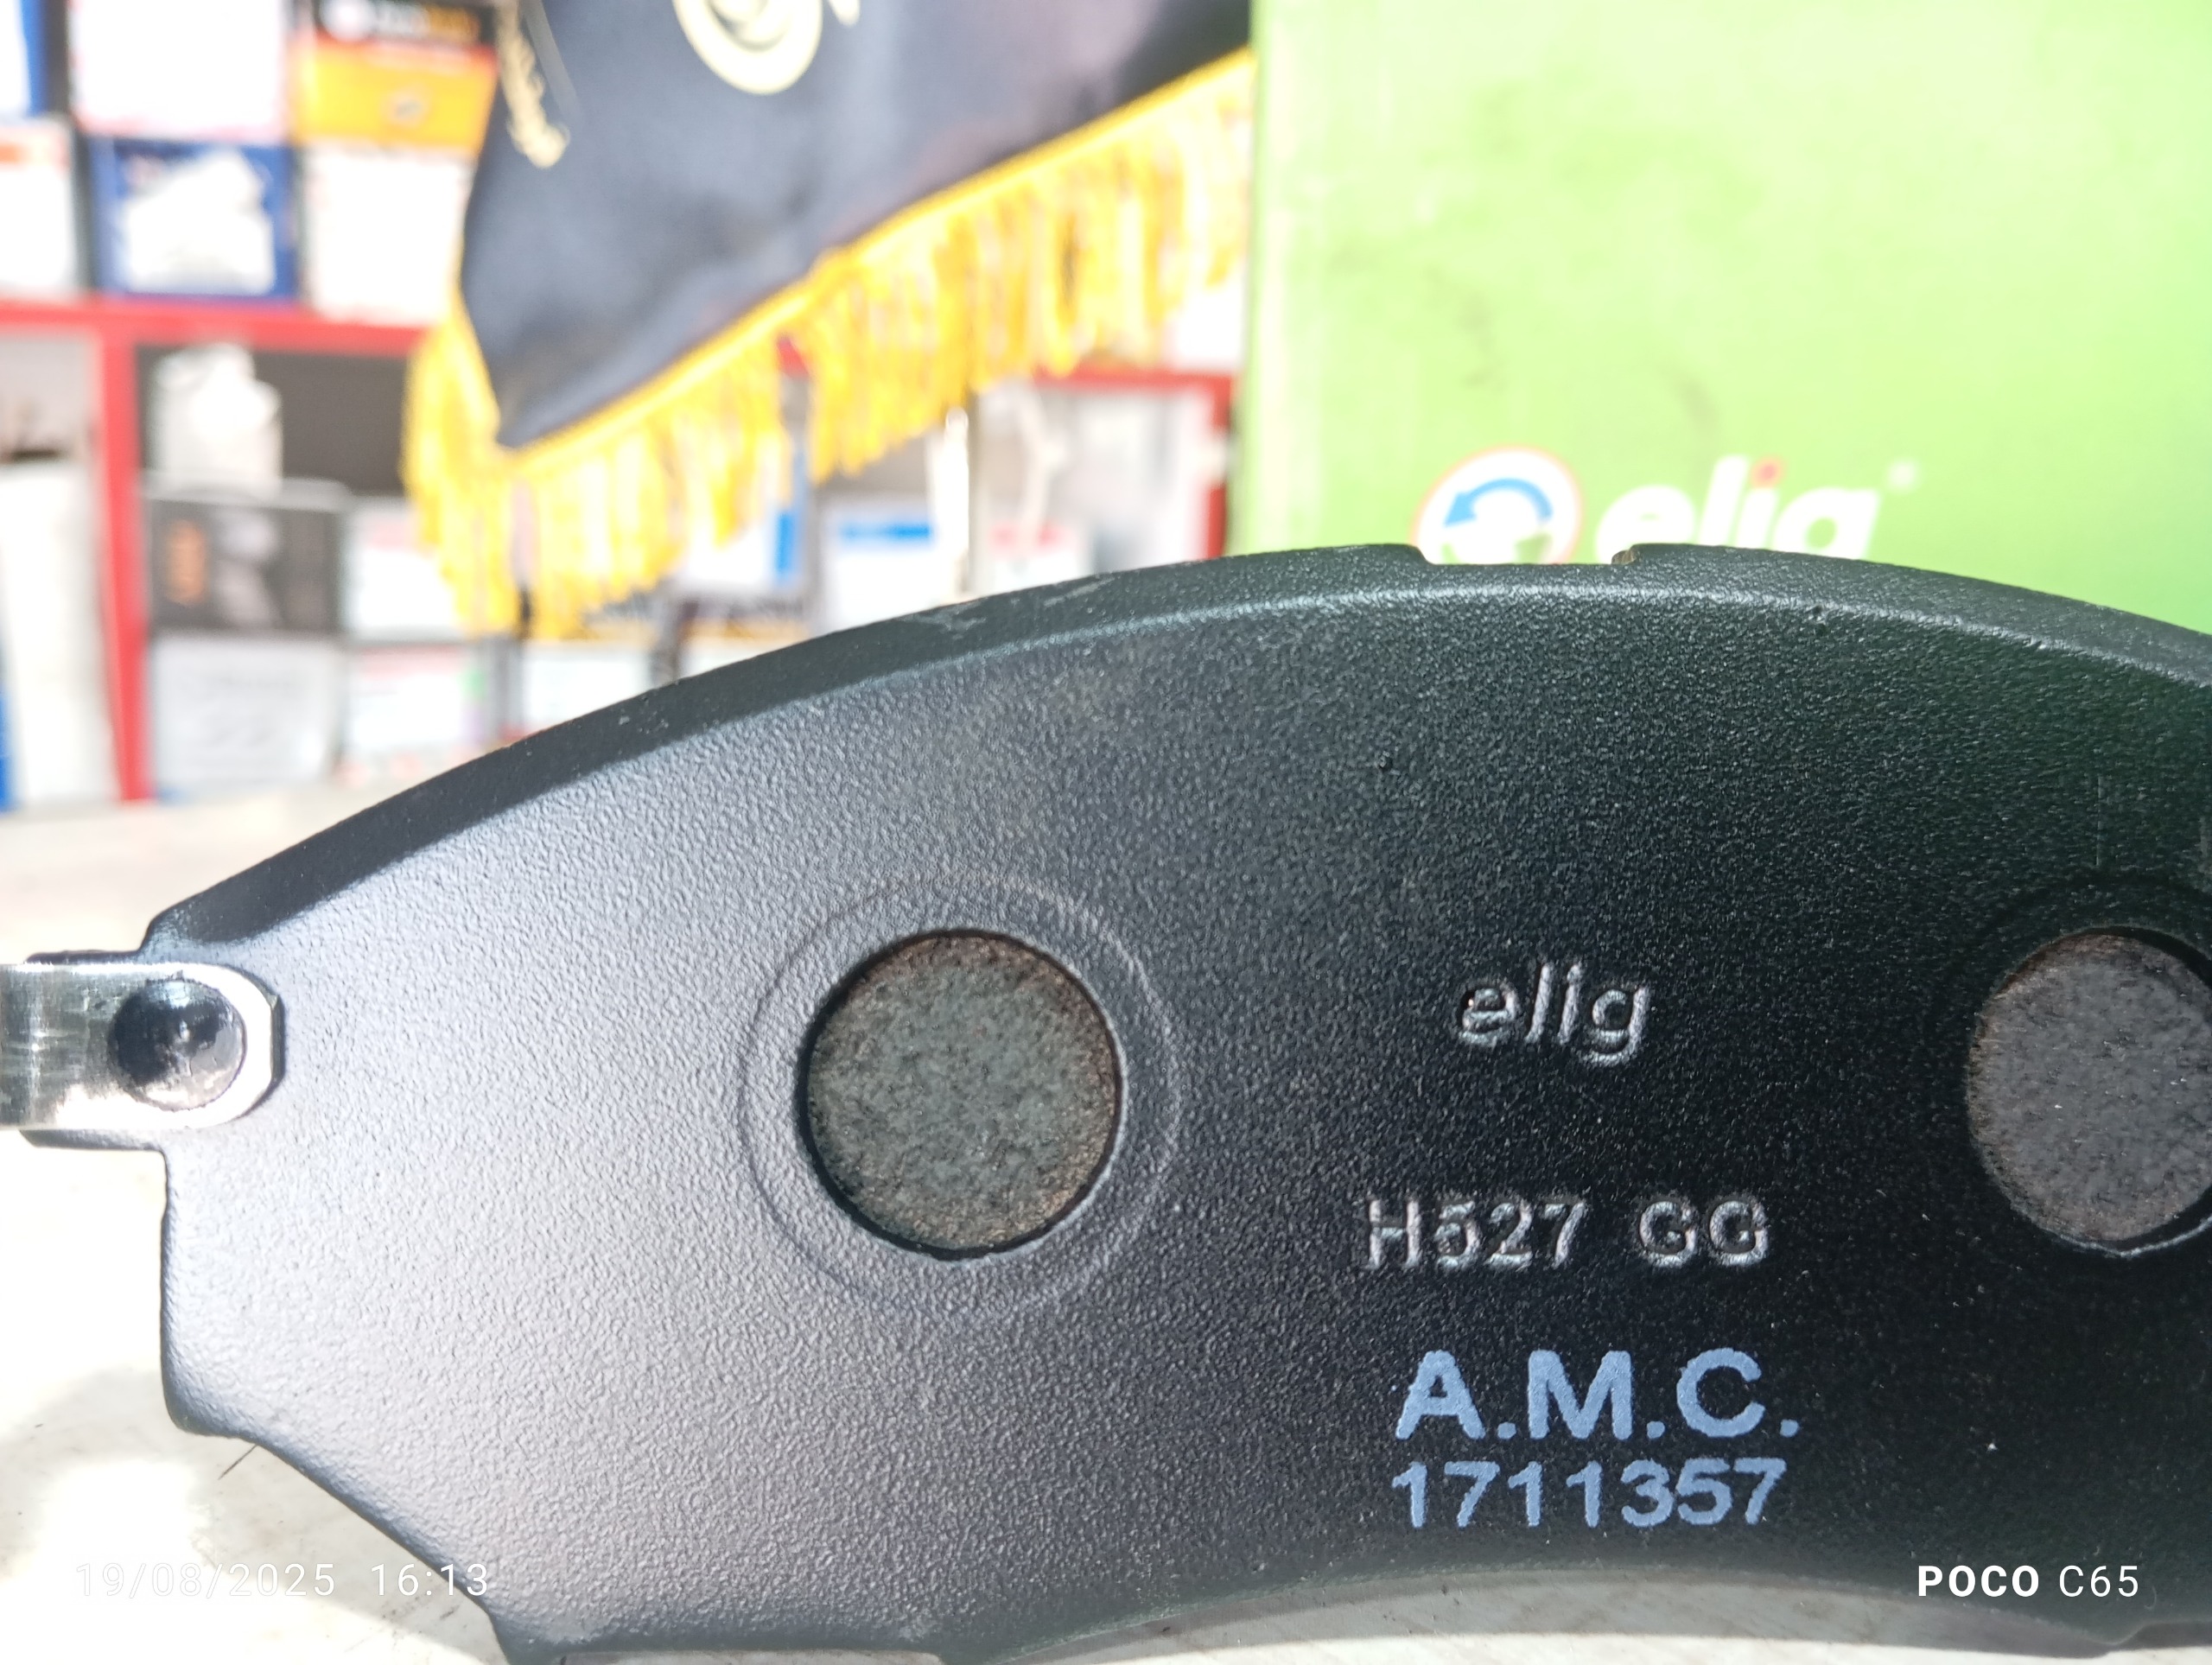 elig
elig
H527 GG
A.M.C.
1711357
19/08/2025 16:13
POCO C65